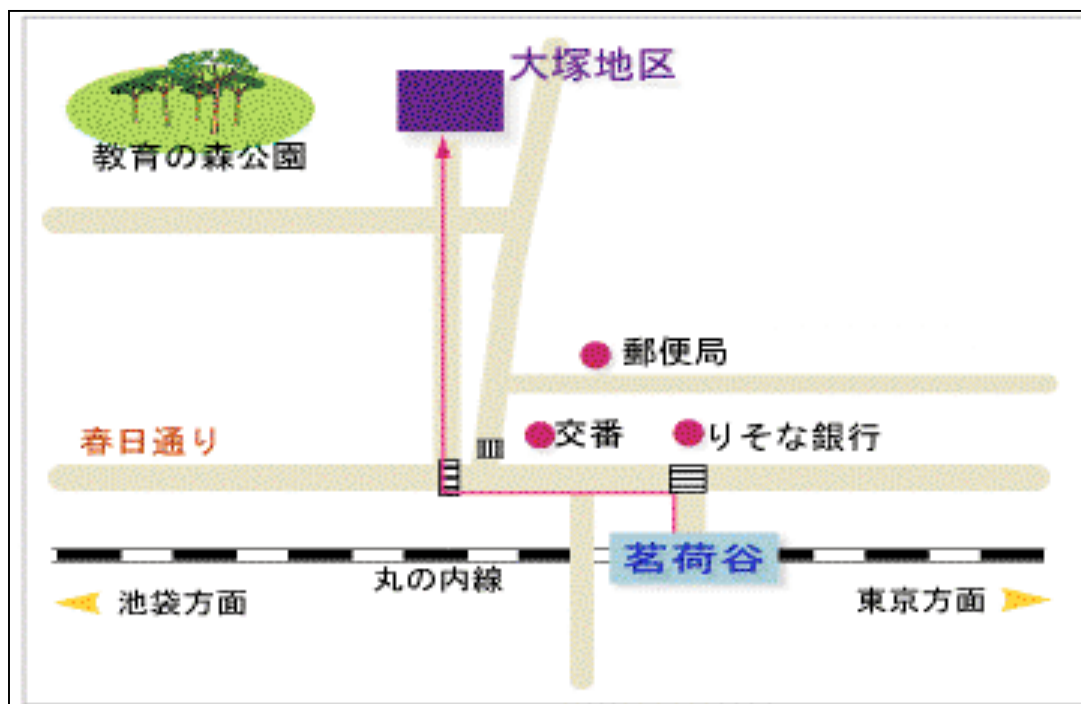 大塚地区
教育の森公園
郵便局
春日通り
交番
りそな銀行
茗荷谷
丸の内線
池袋方面
東京方面